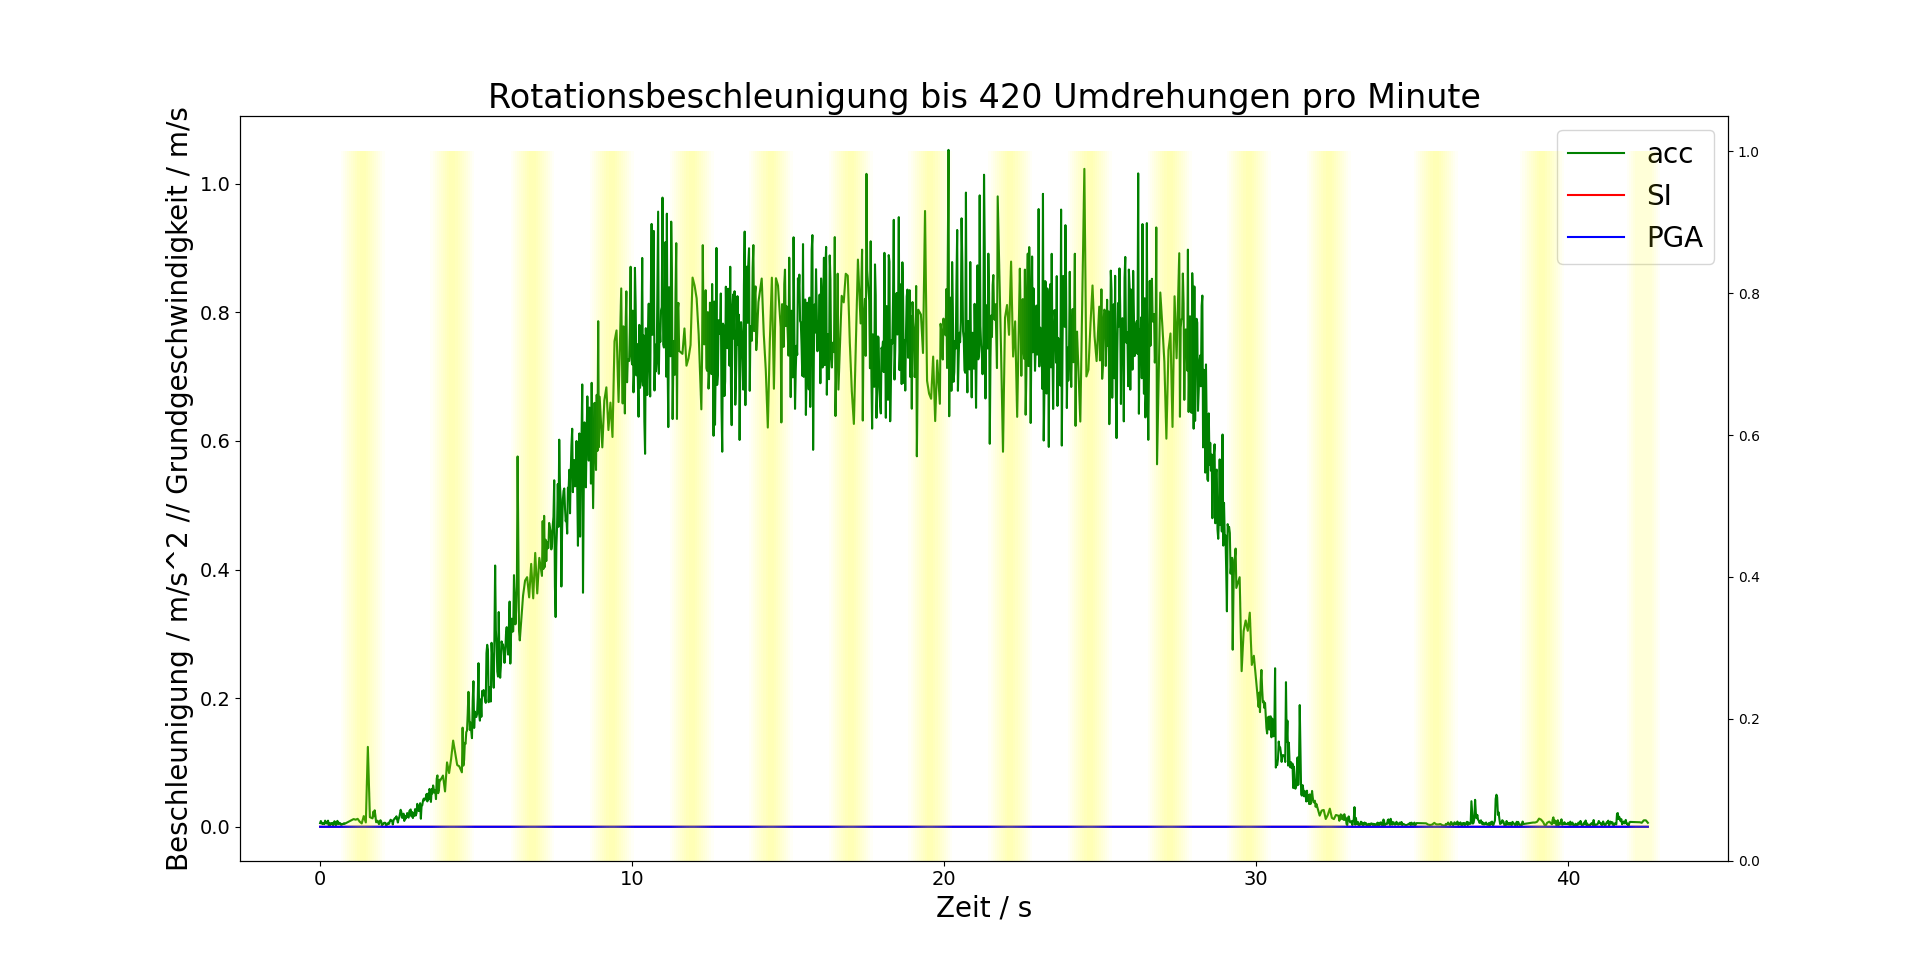 Rotationsbeschleunigung bis 420 Umdrehungen pro Minute
Beschleunigung / m/s^2 // Grundgeschwindigkeit / m/s
1.0
0.8
0.6
0.4
0.2
0.0
acc
SI
PGA
1.0
0.8
0.6
0.4
0.2
0.0
0 10 20 30 40
Zeit / s